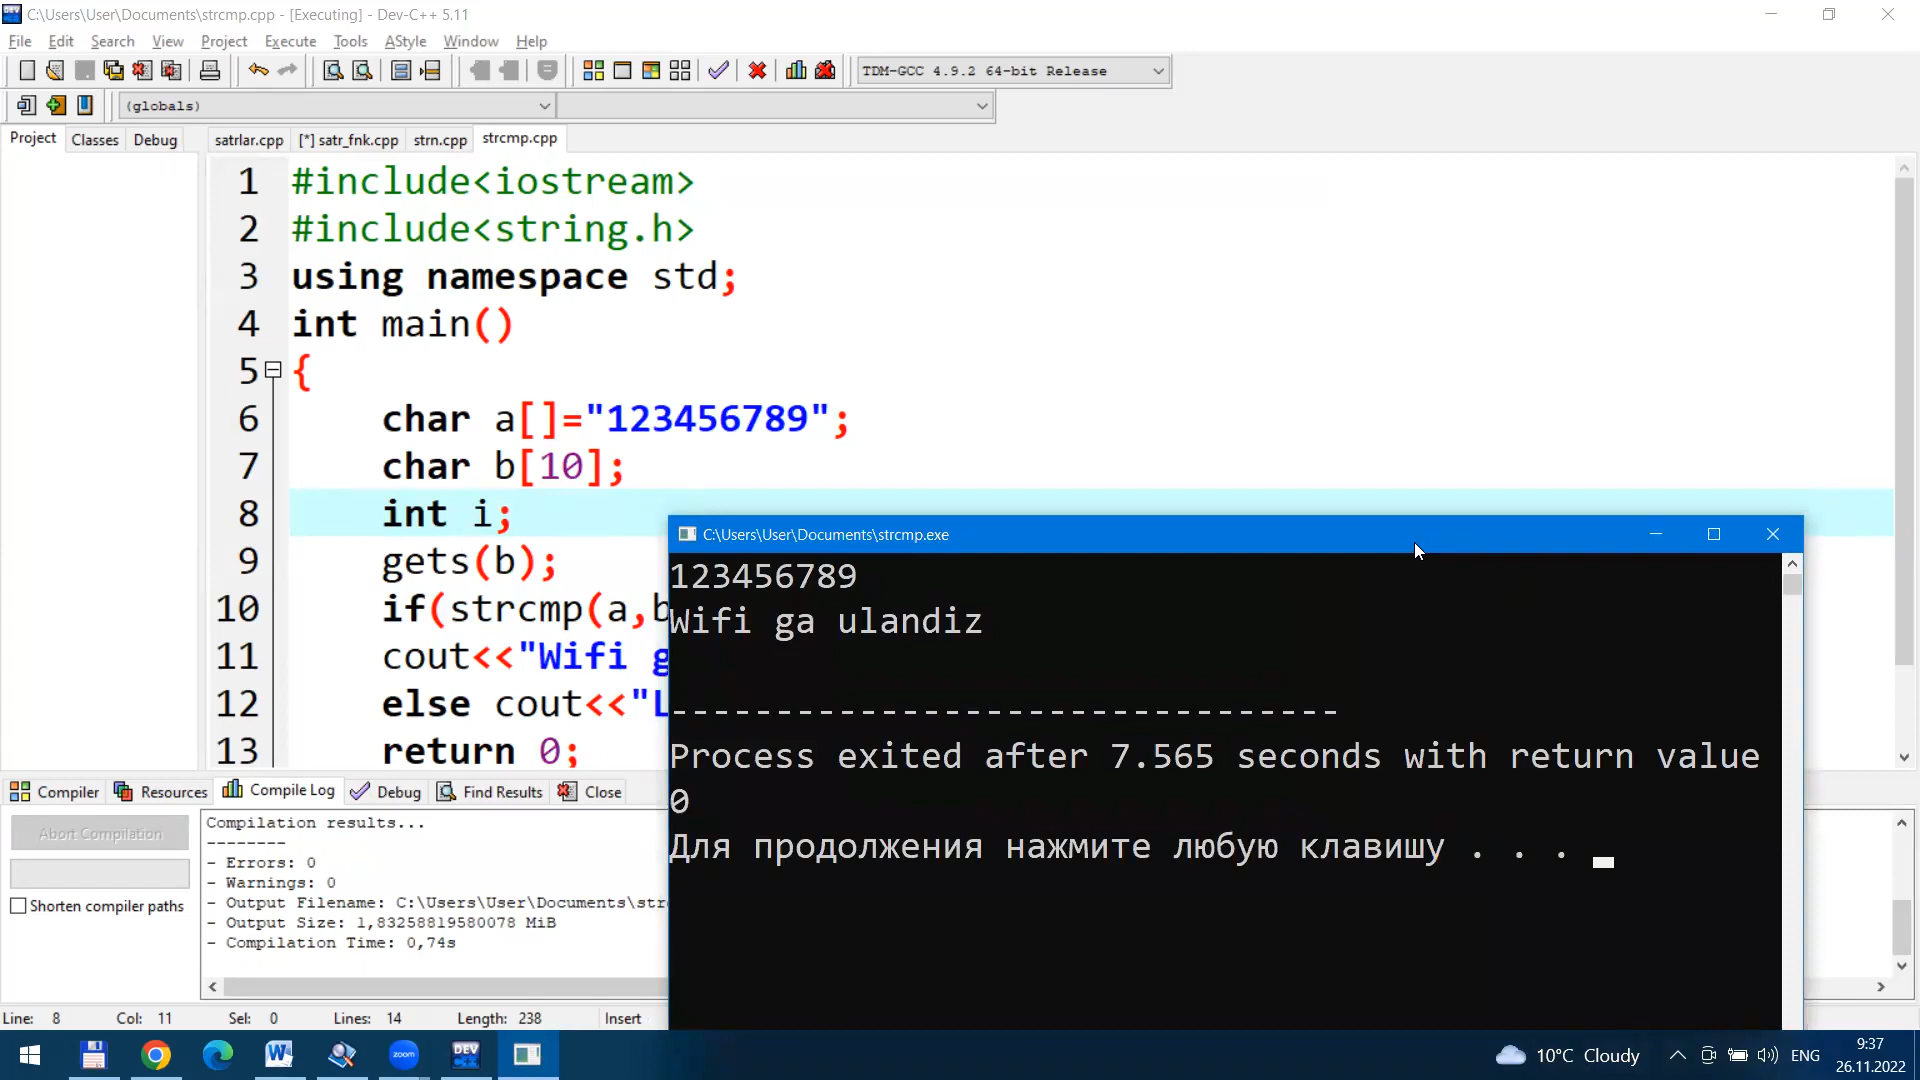 C:\Users\User\Documents\strcmp.cpp - [Executing] - Dev-C++ 5.11
File Edit Search View Project Execute Tools AStyle Window Help
TDM-GCC 4.9.2 64-bit Release
(globals)
Project Classes Debug
satrlar.cpp [*] satr_fnk.cpp strn.cpp strcmp.cpp
1 #include<iostream>
2 #include<string.h>
3 using namespace std;
4 int main()
5 {
6 char a[]="123456789";
7 char b[10];
8 int i;
9 gets(b);
10 if(strcmp(a,b
11 cout<<"Wifi g
12 else cout<<"L
13 return 0;
C:\Users\User\Documents\strcmp.exe
123456789
Wifi ga ulandiz
--------------------------------
Process exited after 7.565 seconds with return value
0
Для продолжения нажмите любую клавишу . . .
Compiler Resources Compile Log Debug Find Results Close
Abort Compilation
Shorten compiler paths
Compilation results...
--------
- Errors: 0
- Warnings: 0
- Output Filename: C:\Users\User\Documents\str
- Output Size: 1,83258819580078 MiB
- Compilation Time: 0,74s
Line: 8 Col: 11 Sel: 0 Lines: 14 Length: 238 Insert
W zoom DEV 10°C Cloudy ENG
9:37
26.11.2022